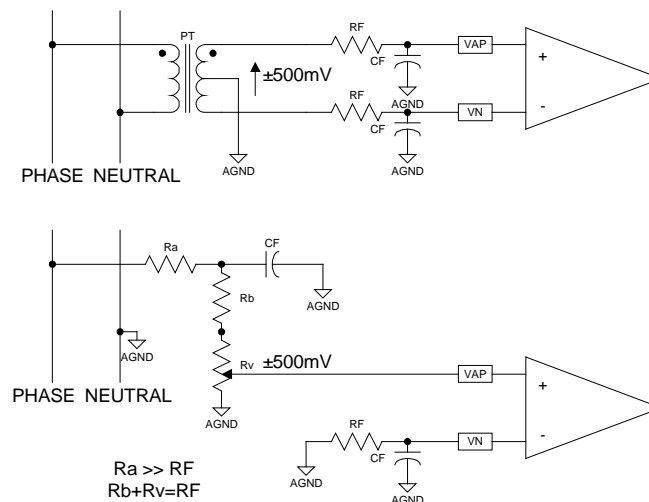 PT
RF
CF
VAP
+
±500mV
AGND
RF
CF
VN
-
AGND
AGND
PHASE NEUTRAL
Ra
CF
Rb
AGND
AGND
Rv
±500mV
VAP
+
PHASE NEUTRAL
AGND
RF
CF
VN
-
AGND
AGND
Ra >> RF
Rb+Rv=RF